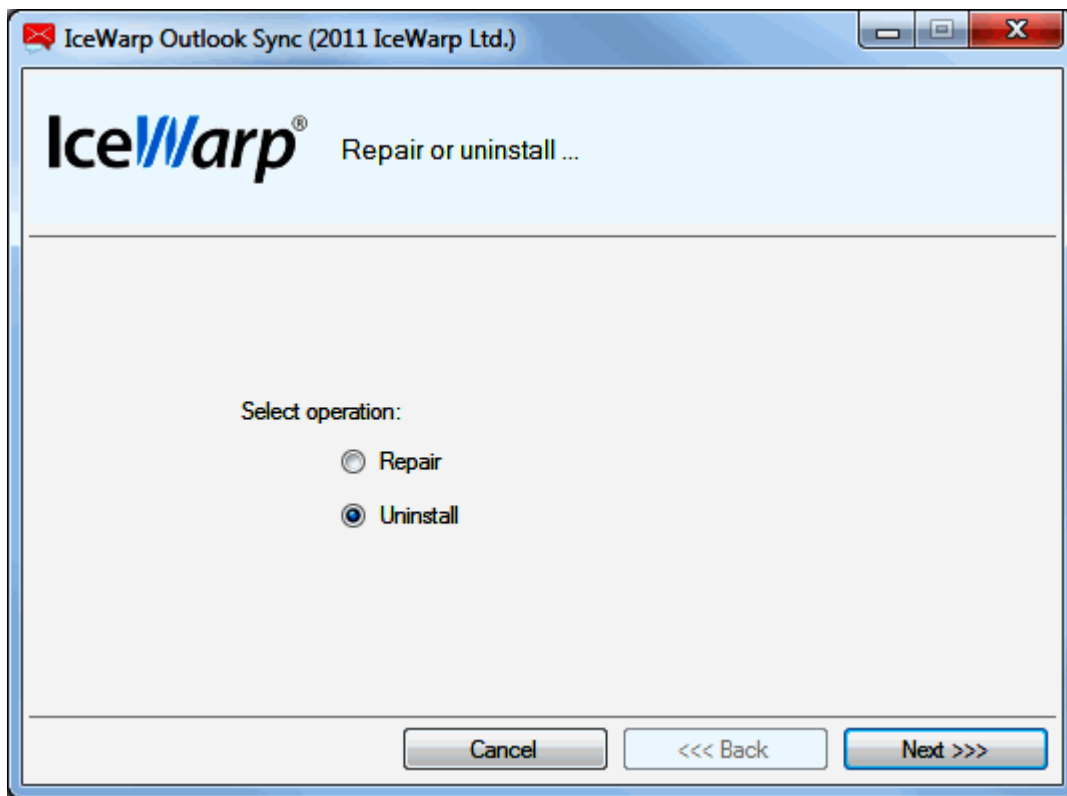 IceWarp Outlook Sync (2011 IceWarp Ltd.)
IceWarp® Repair or uninstall ...
Select operation:
Repair
Uninstall
Cancel <<< Back Next >>>